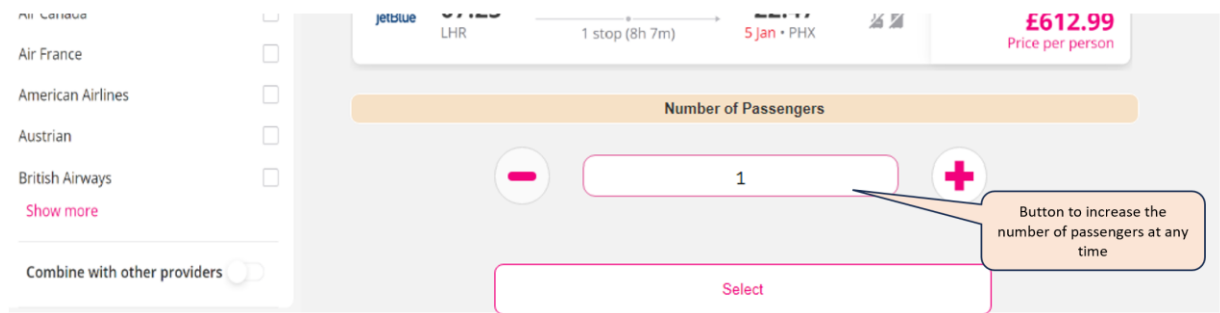 Air Canada
Air France
American Airlines
Austrian
British Airways
Show more
Combine with other providers
jetBlue
LHR
1 stop (8h 7m)
5 Jan • PHX
£612.99
Price per person
Number of Passengers
1
Button to increase the
number of passengers at any
time
Select